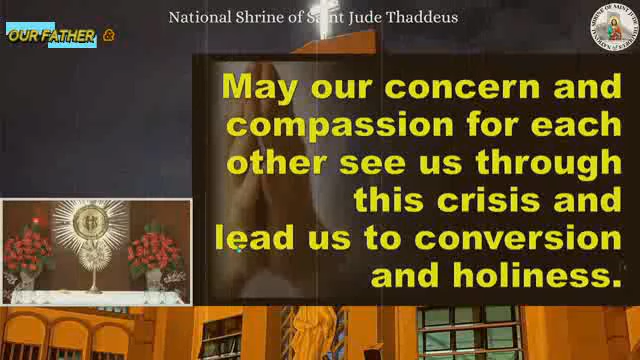 National Shrine of Saint Jude Thaddeus
OUR FATHER &
May our concern and
compassion for each
other see us through
this crisis and
lead us to conversion
and holiness.